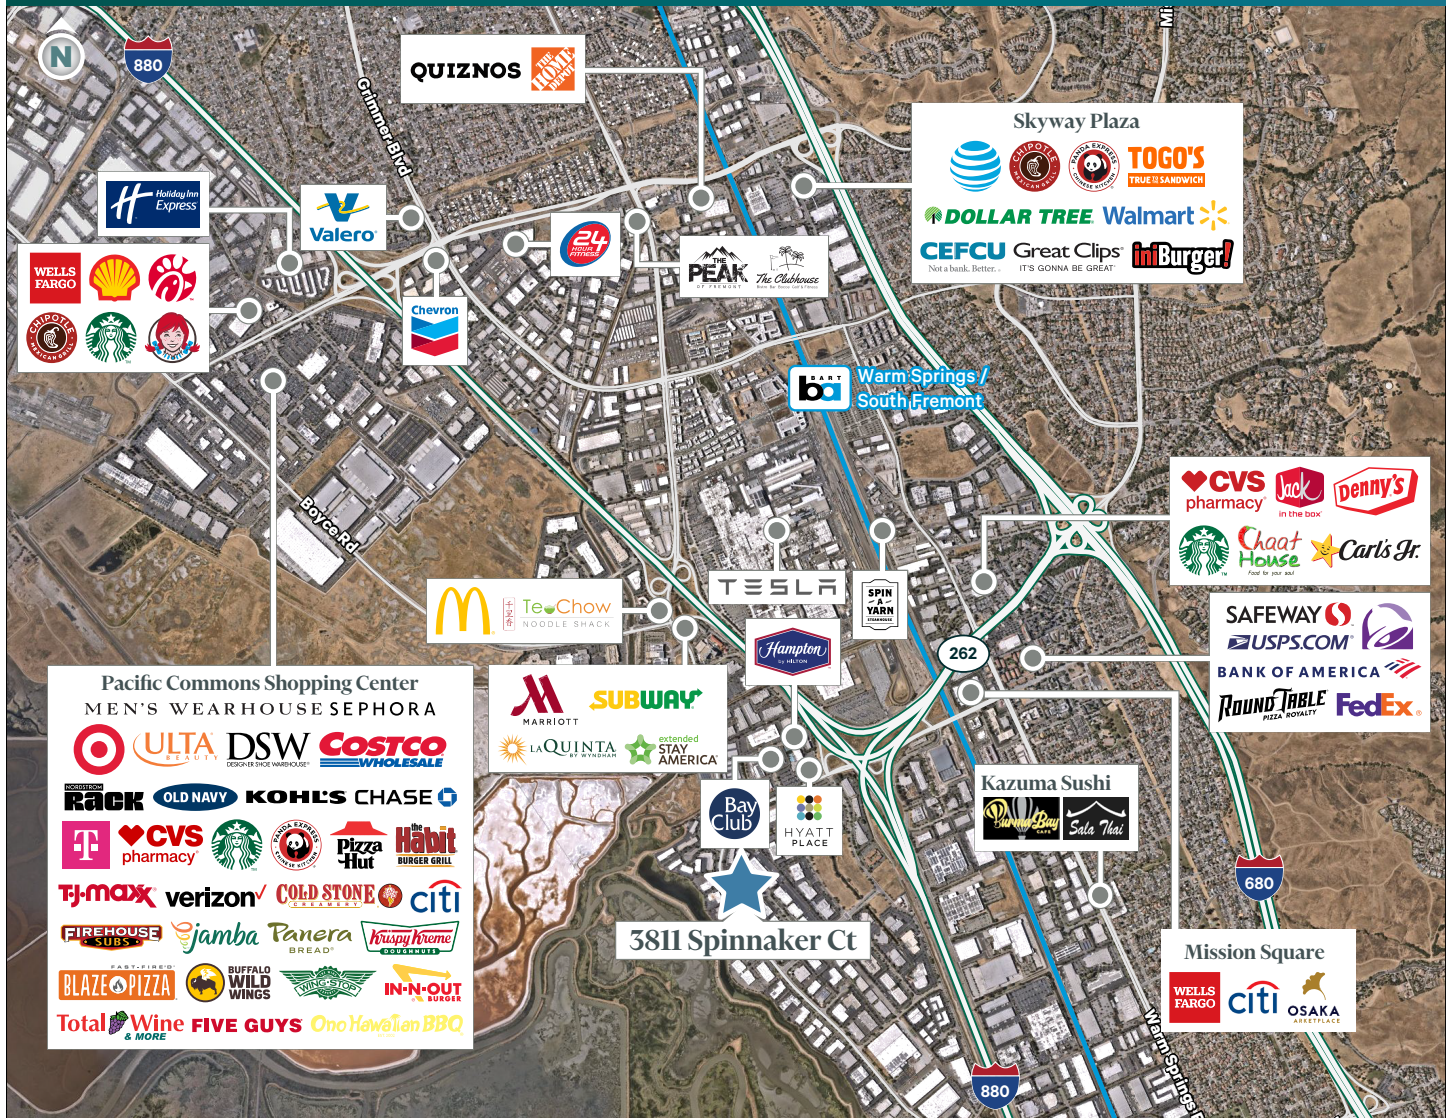 N
880
Grimmer Blvd
QUIZNOS
THE HOME DEPOT
Mi
Skyway Plaza
CHIPOTLE MEXICAN GRILL
PANDA EXPRESS CHINESE KITCHEN
TOGO'S
TRUE TO THE SANDWICH
DOLLAR TREE
Walmart
CEFCU
Not a bank. Better.
Great Clips
IT'S GONNA BE GREAT
iniBurger!
Holiday Inn
Express
Valero
24
HOUR
FITNESS
THE
PEAK
OF FREMONT
The Clubhouse
WELLS
FARGO
CHIPOTLE MEXICAN GRILL
Chevron
BART
ba
Warm Springs /
South Fremont
Boyce Rd
CVS
pharmacy
Jack
in the box
Denny's
Chaat
House
Food for your soul
Carl's Jr.
TESLA
SPIN
A
YARN
STEAKHOUSE
McDonald's M
千里香
TeoChow
NOODLE SHACK
Hampton
by HILTON
262
SAFEWAY
USPS.COM
BANK OF AMERICA
ROUND TABLE
PIZZA ROYALTY
FedEx
MARRIOTT
SUBWAY
LA QUINTA
BY WYNDHAM
extended
STAY
AMERICA
Bay
Club
HYATT
PLACE
Kazuma Sushi
Burma Bay
CAFE
Sala Thai
3811 Spinnaker Ct
680
Pacific Commons Shopping Center
MEN'S WEARHOUSE SEPHORA
ULTA
BEAUTY
DSW
DESIGNER SHOE WAREHOUSE
COSTCO
WHOLESALE
NORDSTROM
rack
OLD NAVY
KOHL'S
CHASE
T
CVS
pharmacy
PANDA EXPRESS CHINESE KITCHEN
Pizza
Hut
the
Habit
BURGER GRILL
TJ-maxx
verizon
COLD STONE
CREAMERY
citi
FIREHOUSE
SUBS
jamba
Panera
BREAD
Krispy Kreme
DOUGHNUTS
FAST-FIRE'D
BLAZE PIZZA
BUFFALO
WILD
WINGS
WING-STOP
IN-N-OUT
BURGER
Total Wine
& MORE
FIVE GUYS
Ono Hawaiian BBQ
Mission Square
WELLS
FARGO
citi
OSAKA
ARKETPLACE
Warm Springs
880